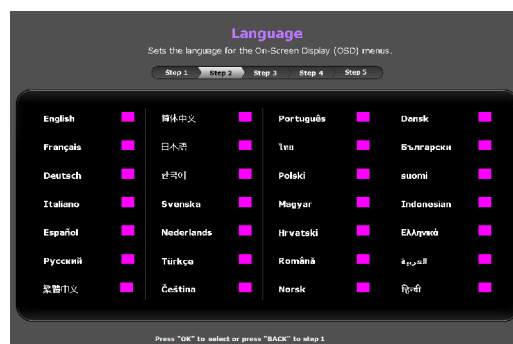 Language
Sets the language for the On-Screen Display (OSD) menus.
Step 1 Step 2 Step 3 Step 4 Step 5
English 简体中文 Português Dansk
Français 日本語 ไทย Български
Deutsch 한국어 Polski suomi
Italiano Svenska Magyar Indonesian
Español Nederlands Hrvatski Ελληνικά
Русский Türkçe Română العربية
繁體中文 Čeština Norsk हिन्दी
Press "OK" to select or press "BACK" to step 1